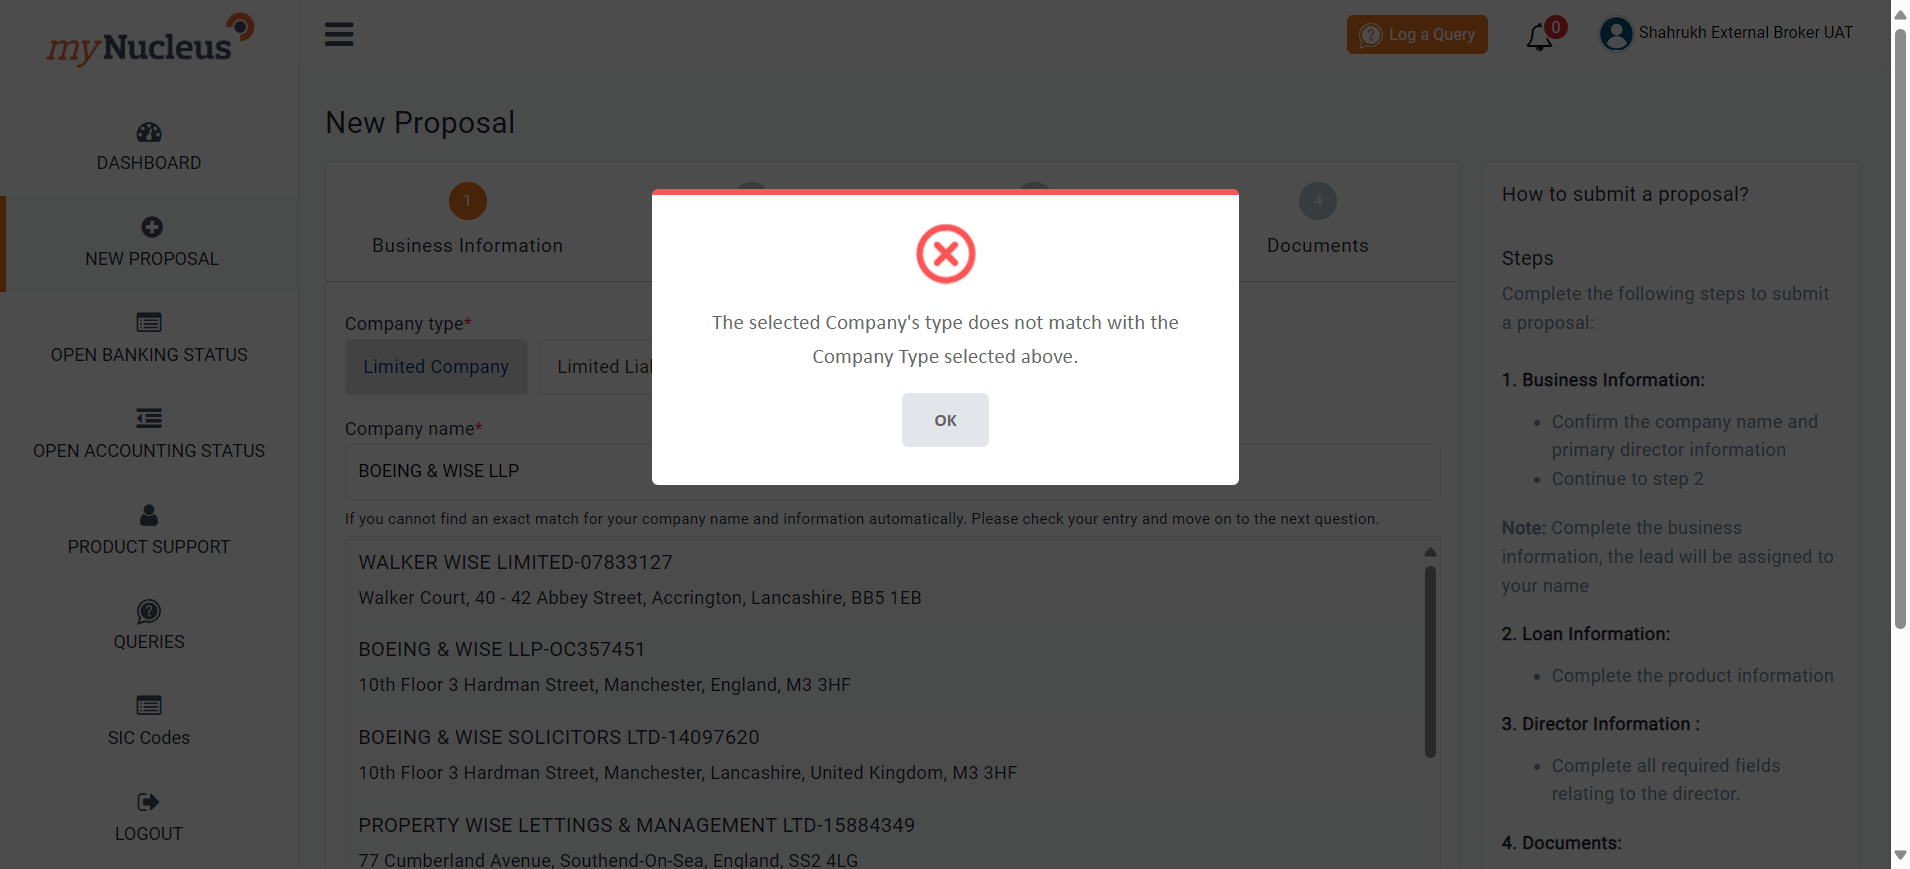 myNucleus
Log a Query
0
Shahrukh External Broker UAT
DASHBOARD
NEW PROPOSAL
OPEN BANKING STATUS
OPEN ACCOUNTING STATUS
PRODUCT SUPPORT
QUERIES
SIC Codes
LOGOUT
New Proposal
1
Business Information
4
Documents
Company type*
Limited Company
Limited Lia
Company name*
BOEING & WISE LLP
If you cannot find an exact match for your company name and information automatically. Please check your entry and move on to the next question.
WALKER WISE LIMITED-07833127
Walker Court, 40 - 42 Abbey Street, Accrington, Lancashire, BB5 1EB
BOEING & WISE LLP-OC357451
10th Floor 3 Hardman Street, Manchester, England, M3 3HF
BOEING & WISE SOLICITORS LTD-14097620
10th Floor 3 Hardman Street, Manchester, Lancashire, United Kingdom, M3 3HF
PROPERTY WISE LETTINGS & MANAGEMENT LTD-15884349
77 Cumberland Avenue, Southend-On-Sea, England, SS2 4LG
The selected Company's type does not match with the
Company Type selected above.
OK
How to submit a proposal?
Steps
Complete the following steps to submit
a proposal:
1. Business Information:
• Confirm the company name and
primary director information
• Continue to step 2
Note: Complete the business
information, the lead will be assigned to
your name
2. Loan Information:
• Complete the product information
3. Director Information :
• Complete all required fields
relating to the director.
4. Documents: